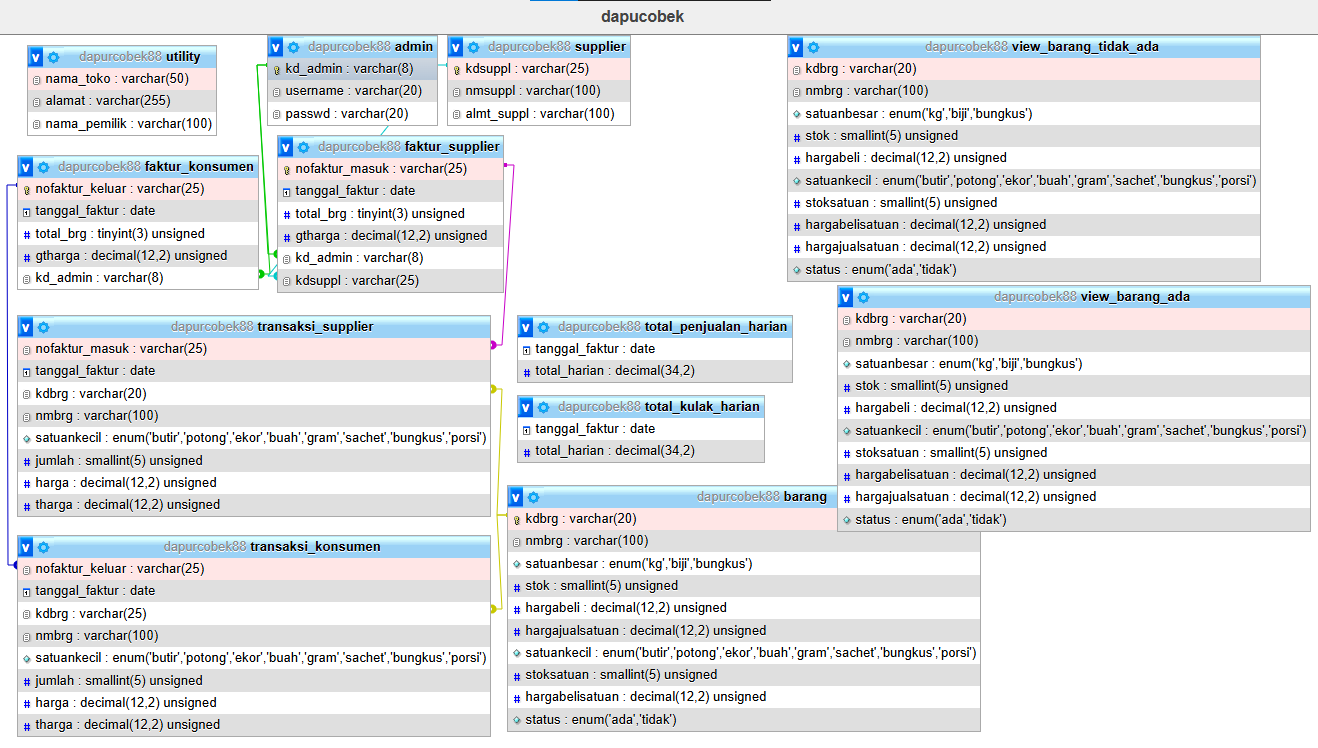 dapucobek
v dapurcobek88 utility
nama_toko : varchar(50)
alamat : varchar(255)
nama_pemilik : varchar(100)
v dapurcobek88 admin
kd_admin : varchar(8)
username : varchar(20)
passwd : varchar(20)
v dapurcobek88 supplier
kdsuppl : varchar(25)
nmsuppl : varchar(100)
almt_suppl : varchar(100)
v dapurcobek88 view_barang_tidak_ada
kdbrg : varchar(20)
nmbrg : varchar(100)
satuanbesar : enum('kg','biji','bungkus')
# stok : smallint(5) unsigned
# hargabeli : decimal(12,2) unsigned
satuankecil : enum('butir','potong','ekor','buah','gram','sachet','bungkus','porsi')
# stoksatuan : smallint(5) unsigned
# hargabelisatuan : decimal(12,2) unsigned
# hargajualsatuan : decimal(12,2) unsigned
status : enum('ada','tidak')
v dapurcobek88 faktur_konsumen
nofaktur_keluar : varchar(25)
tanggal_faktur : date
# total_brg : tinyint(3) unsigned
# gtharga : decimal(12,2) unsigned
kd_admin : varchar(8)
v dapurcobek88 faktur_supplier
nofaktur_masuk : varchar(25)
tanggal_faktur : date
# total_brg : tinyint(3) unsigned
# gtharga : decimal(12,2) unsigned
kd_admin : varchar(8)
kdsuppl : varchar(25)
v dapurcobek88 view_barang_ada
kdbrg : varchar(20)
nmbrg : varchar(100)
satuanbesar : enum('kg','biji','bungkus')
# stok : smallint(5) unsigned
# hargabeli : decimal(12,2) unsigned
satuankecil : enum('butir','potong','ekor','buah','gram','sachet','bungkus','porsi')
# stoksatuan : smallint(5) unsigned
# hargabelisatuan : decimal(12,2) unsigned
# hargajualsatuan : decimal(12,2) unsigned
status : enum('ada','tidak')
v dapurcobek88 transaksi_supplier
nofaktur_masuk : varchar(25)
tanggal_faktur : date
kdbrg : varchar(20)
nmbrg : varchar(100)
satuankecil : enum('butir','potong','ekor','buah','gram','sachet','bungkus','porsi')
# jumlah : smallint(5) unsigned
# harga : decimal(12,2) unsigned
# tharga : decimal(12,2) unsigned
v dapurcobek88 total_penjualan_harian
tanggal_faktur : date
# total_harian : decimal(34,2)
v dapurcobek88 total_kulak_harian
tanggal_faktur : date
# total_harian : decimal(34,2)
v dapurcobek88 transaksi_konsumen
nofaktur_keluar : varchar(25)
tanggal_faktur : date
kdbrg : varchar(25)
nmbrg : varchar(100)
satuankecil : enum('butir','potong','ekor','buah','gram','sachet','bungkus','porsi')
# jumlah : smallint(5) unsigned
# harga : decimal(12,2) unsigned
# tharga : decimal(12,2) unsigned
v dapurcobek88 barang
kdbrg : varchar(20)
nmbrg : varchar(100)
satuanbesar : enum('kg','biji','bungkus')
# stok : smallint(5) unsigned
# hargabeli : decimal(12,2) unsigned
# hargajualsatuan : decimal(12,2) unsigned
satuankecil : enum('butir','potong','ekor','buah','gram','sachet','bungkus','porsi')
# stoksatuan : smallint(5) unsigned
# hargabelisatuan : decimal(12,2) unsigned
status : enum('ada','tidak')